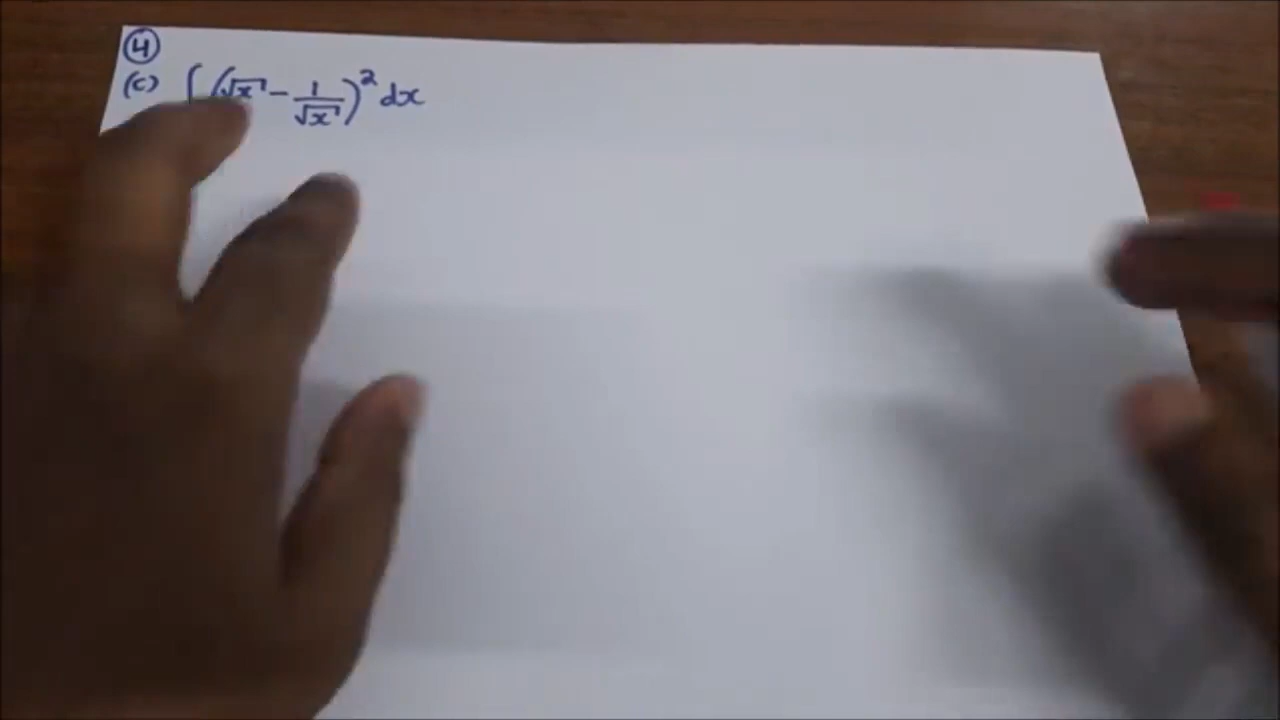 4
(c) ∫(√x - 1/√x)² dx